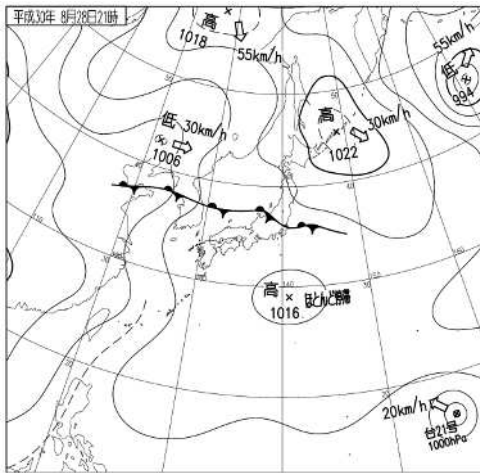 平成30年 8月28日21時
高
1018
55km/h
55km/h
低
994
低 30km/h
1006
高
30km/h
1022
高
ほとんど停滞
1016
20km/h
台21号
1000hPa